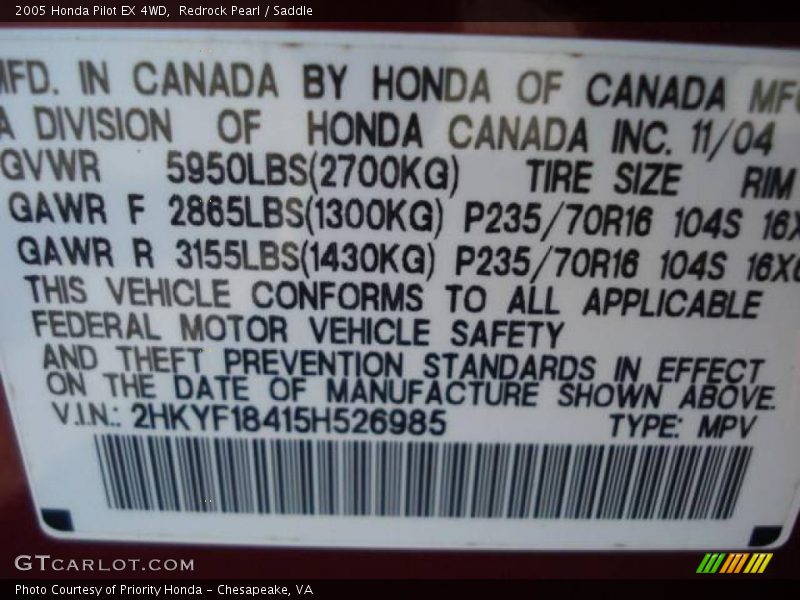 2005 Honda Pilot EX 4WD, Redrock Pearl / Saddle
MFD. IN CANADA BY HONDA OF CANADA MFG
A DIVISION OF HONDA CANADA INC. 11/04
GVWR 5950LBS(2700KG) TIRE SIZE RIM
GAWR F 2865LBS(1300KG) P235/70R16 104S 16X
GAWR R 3155LBS(1430KG) P235/70R16 104S 16X6
THIS VEHICLE CONFORMS TO ALL APPLICABLE
FEDERAL MOTOR VEHICLE SAFETY
AND THEFT PREVENTION STANDARDS IN EFFECT
ON THE DATE OF MANUFACTURE SHOWN ABOVE.
V.I.N.: 2HKYF18415H526985 TYPE: MPV
GTCARLOT.COM
Photo Courtesy of Priority Honda - Chesapeake, VA